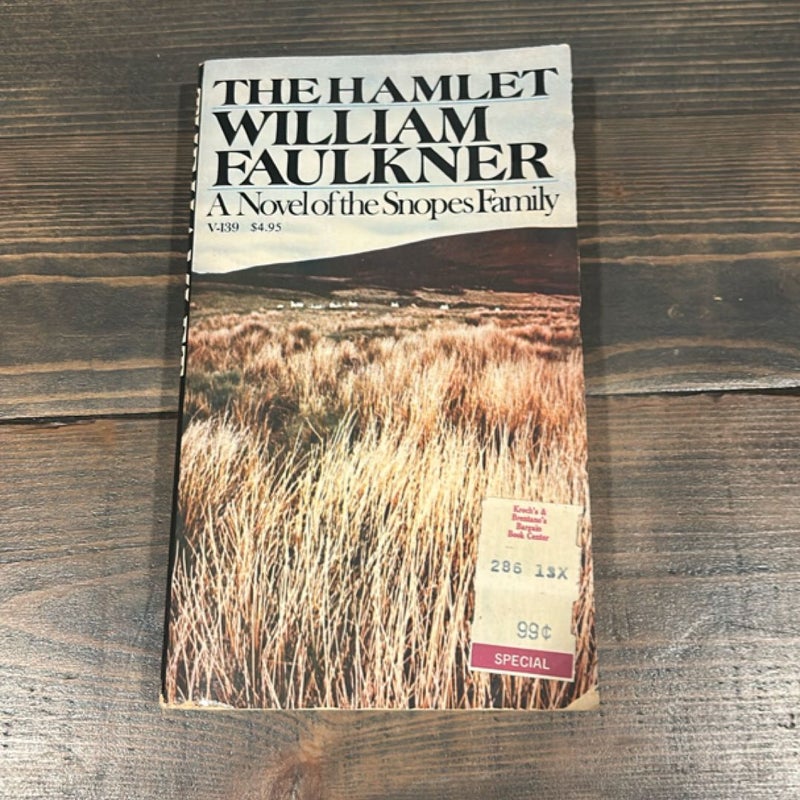 THE HAMLET
WILLIAM
FAULKNER
A Novel of the Snopes Family
V-139 $4.95
Kroch's &
Brentano's
Bargain
Book Center
286 1SX
99¢
SPECIAL